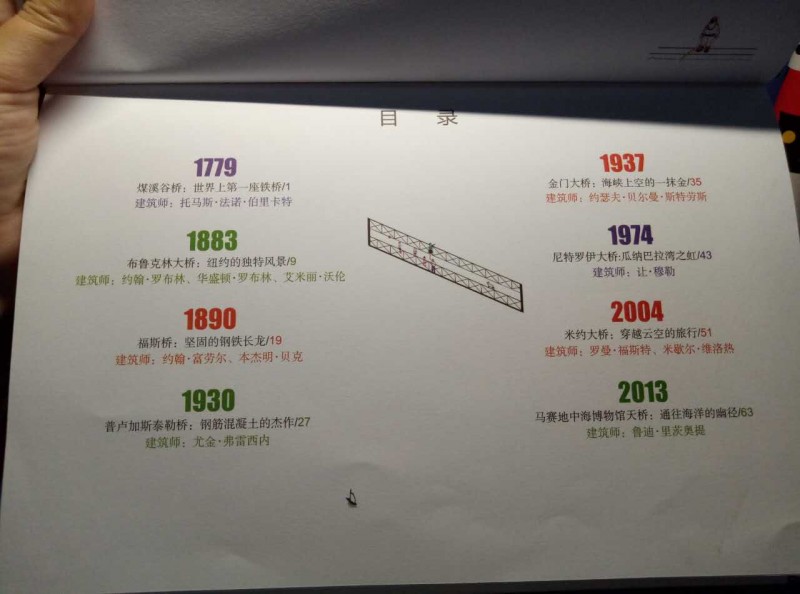 目 录
1779
煤溪谷桥：世界上第一座铁桥/1
建筑师：托马斯·法诺·伯里卡特
1883
布鲁克林大桥：纽约的独特风景/9
建筑师：约翰·罗布林、华盛顿·罗布林、艾米丽·沃伦
1890
福斯桥：坚固的钢铁长龙/19
建筑师：约翰·富劳尔、本杰明·贝克
1930
普卢加斯泰勒桥：钢筋混凝土的杰作/27
建筑师：尤金·弗雷西内
1937
金门大桥：海峡上空的一抹金/35
建筑师：约瑟夫·贝尔曼·斯特劳斯
1974
尼特罗伊大桥:瓜纳巴拉湾之虹/43
建筑师：让·穆勒
2004
米约大桥：穿越云空的旅行/51
建筑师：罗曼·福斯特、米歇尔·维洛热
2013
马赛地中海博物馆天桥：通往海洋的幽径/63
建筑师：鲁迪·里茨奥提